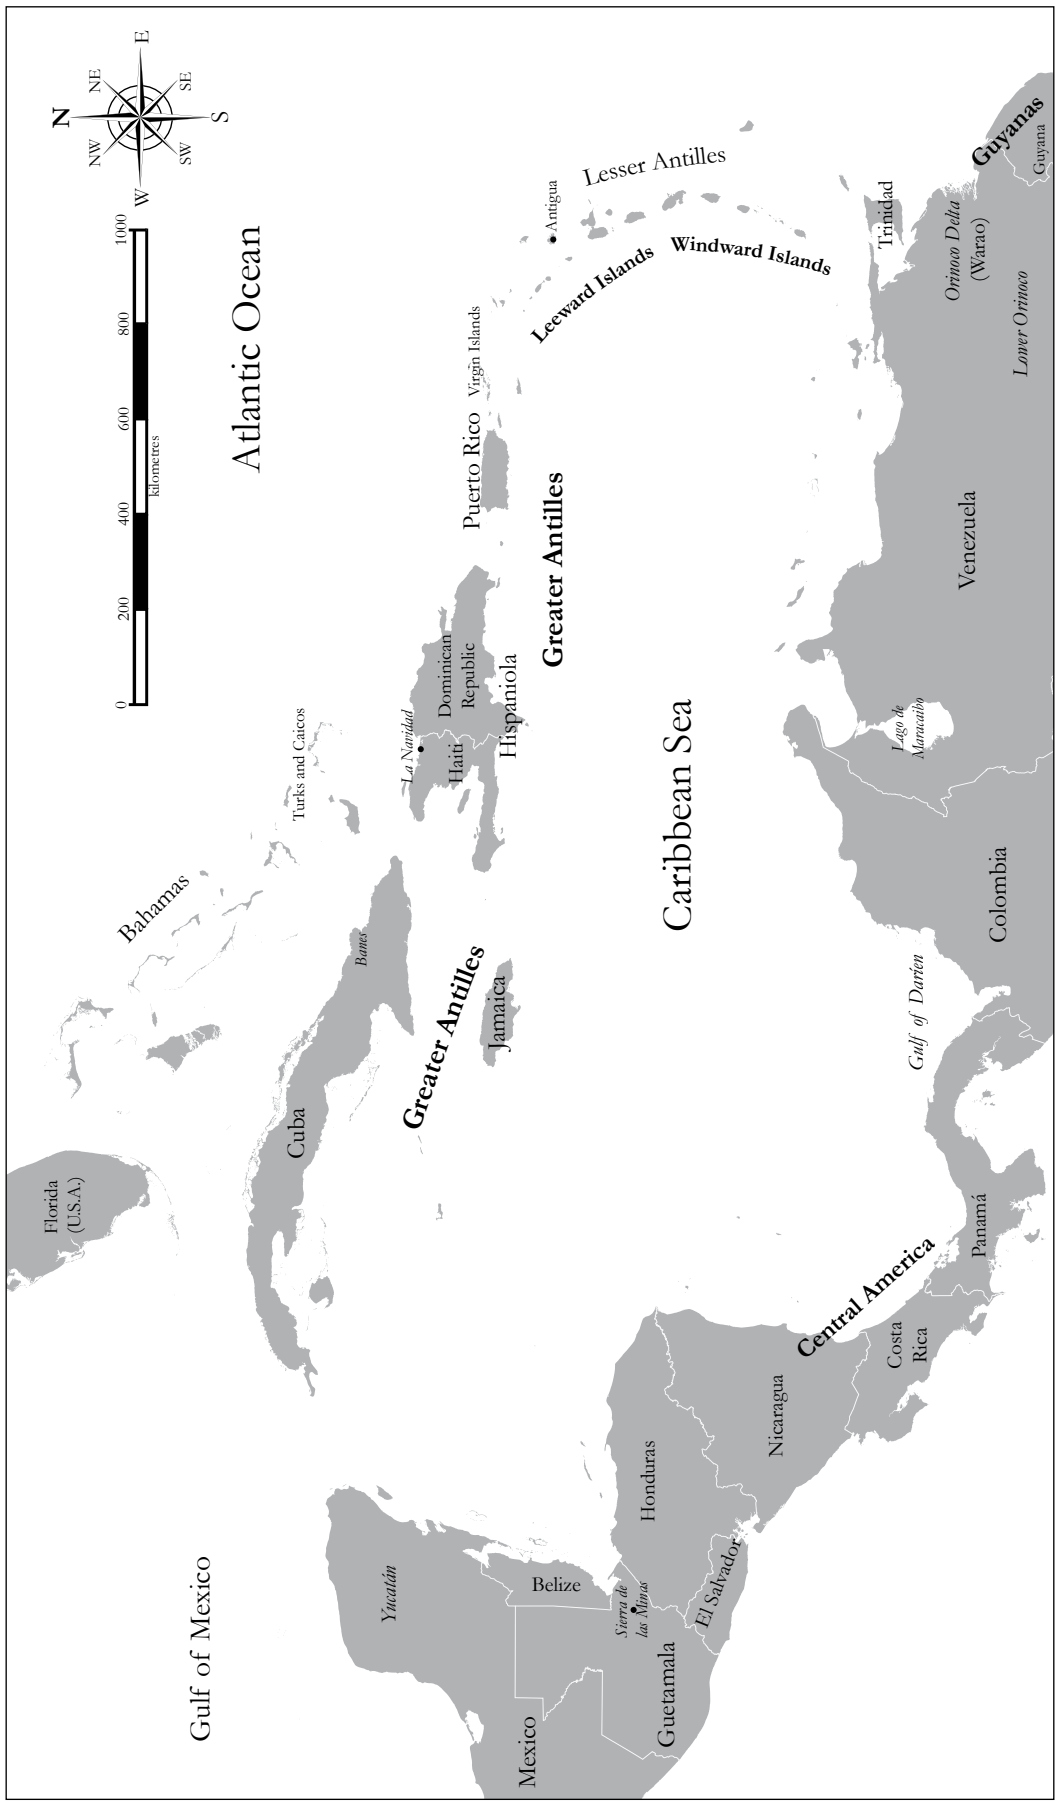 N
NE
E
SE
S
SW
W
NW
0
200
400
600
800
1000
kilometres
Gulf of Mexico
Atlantic Ocean
Florida
(U.S.A.)
Bahamas
Turks and Caicos
Cuba
Banes
La Navidad
Haiti
Dominican
Republic
Hispaniola
Puerto Rico
Virgin Islands
Greater Antilles
Jamaica
Greater Antilles
Antigua
Lesser Antilles
Leeward Islands
Windward Islands
Caribbean Sea
Yucatán
Mexico
Belize
Sierra de
las Minas
Guetamala
Honduras
El Salvador
Nicaragua
Central America
Costa
Rica
Panamá
Gulf of Daríen
Colombia
Lago de
Maracaibo
Venezuela
Trinidad
Orinoco Delta
(Warao)
Lower Orinoco
Guyanas
Guyana